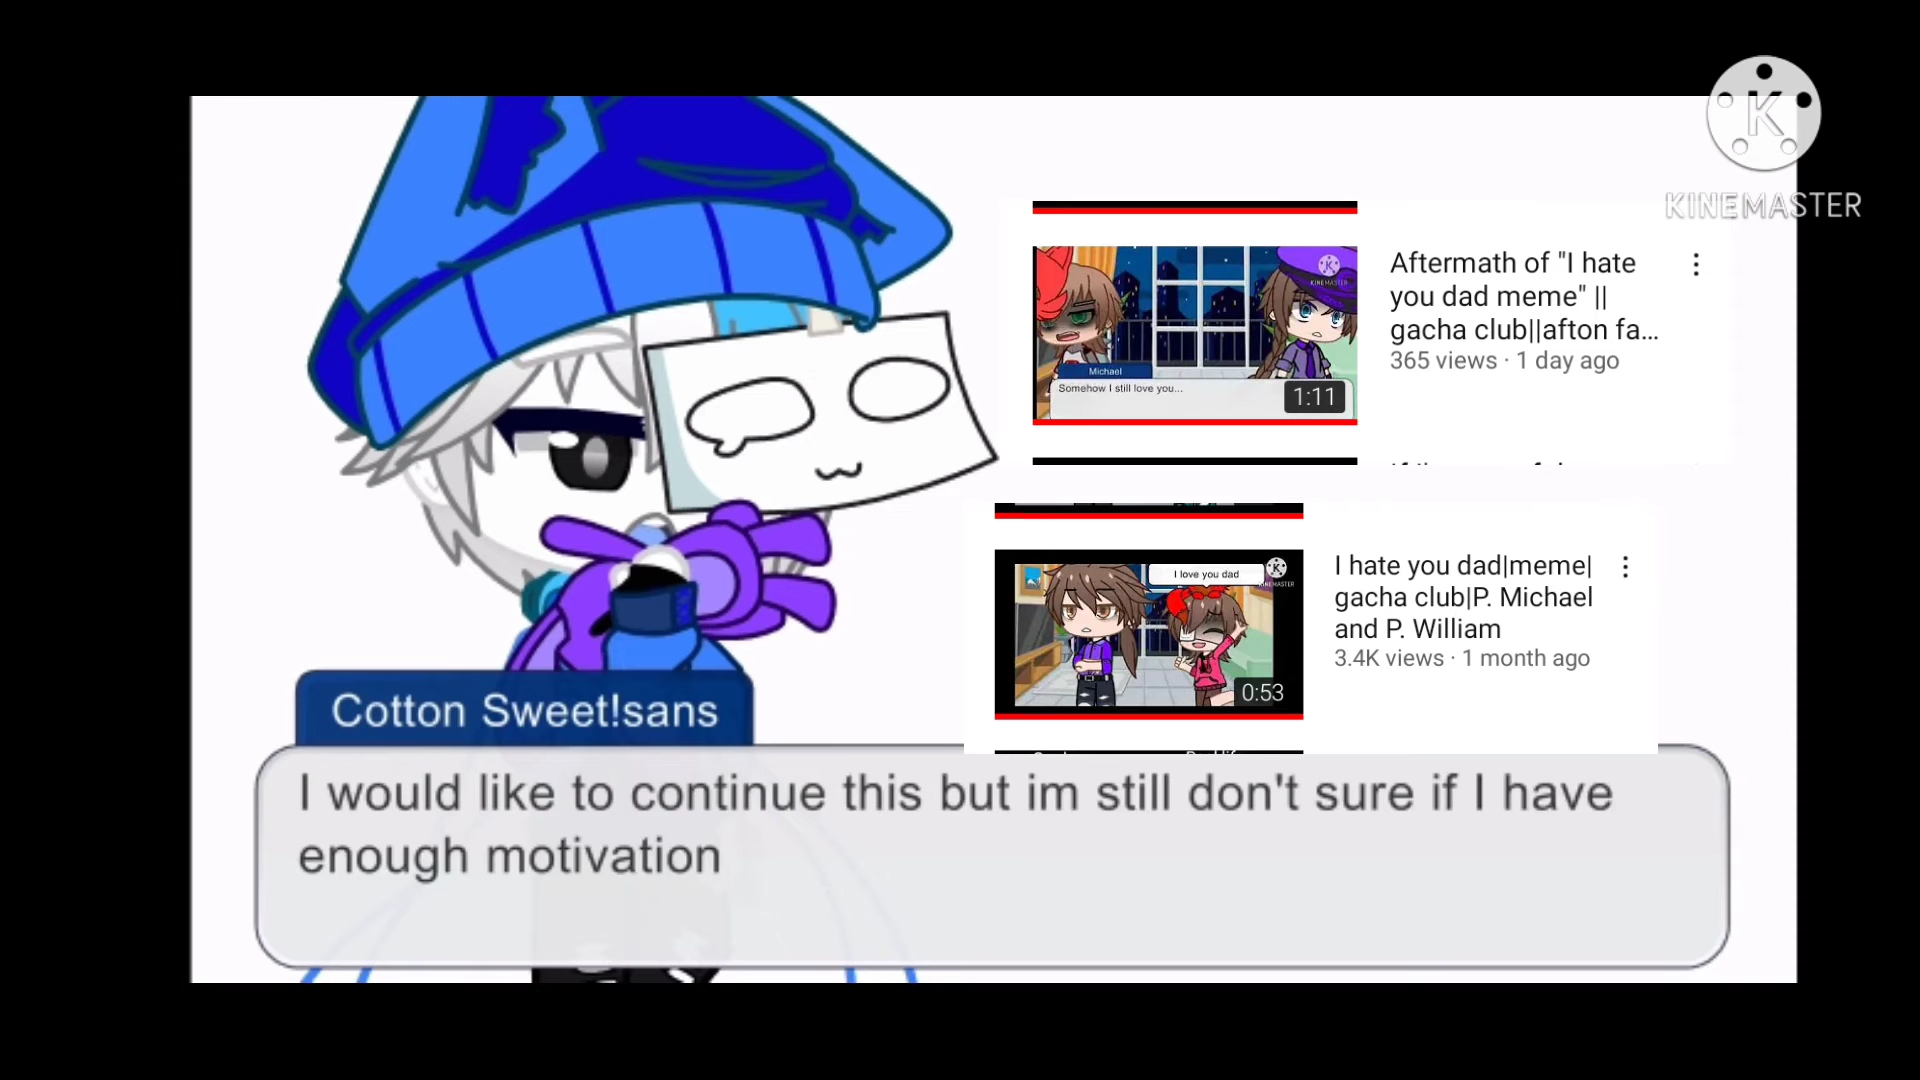 K
KINEMASTER
Aftermath of "I hate
you dad meme" ||
gacha club||afton fa...
365 views · 1 day ago
KINEMASTER
Michael
Somehow I still love you...
1:11
I hate you dad|meme|
gacha club|P. Michael
and P. William
3.4K views · 1 month ago
I love you dad
0:53
Cotton Sweet!sans
I would like to continue this but im still don't sure if I have
enough motivation